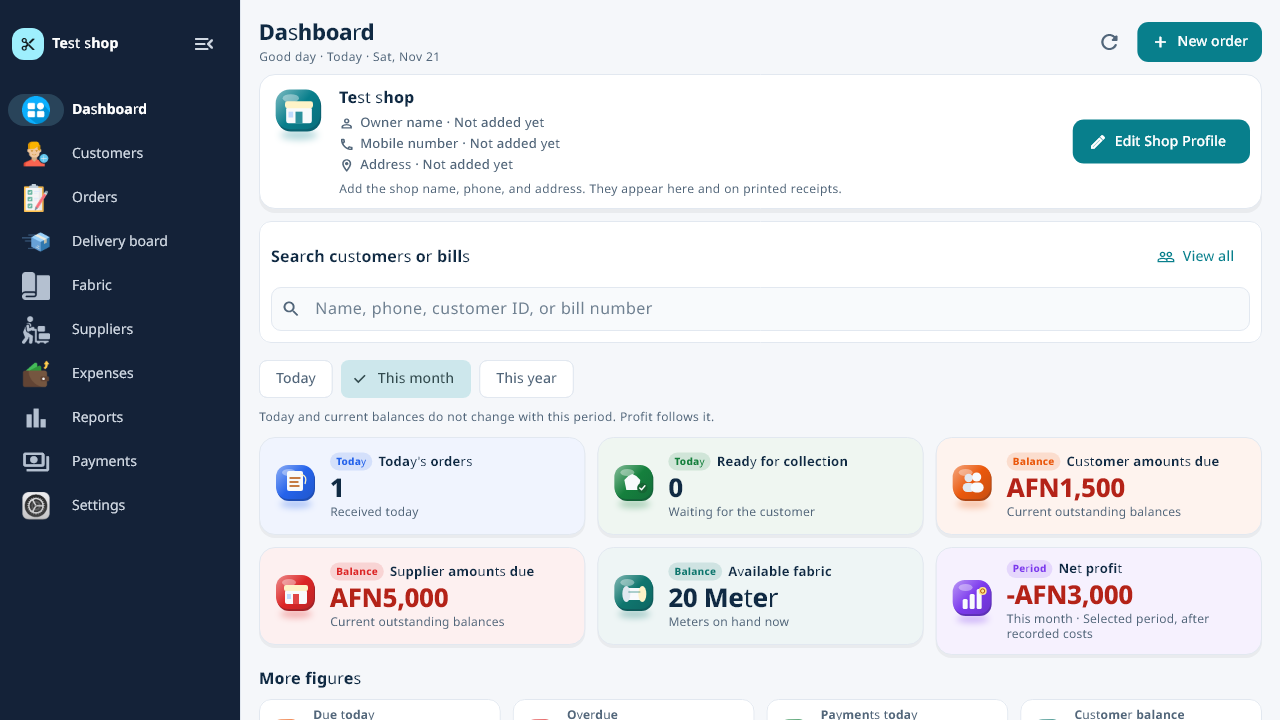 Test shop
Dashboard
Customers
Orders
Delivery board
Fabric
Suppliers
Expenses
Reports
Payments
Settings
Dashboard
Good day · Today · Sat, Nov 21
New order
Test shop
Owner name · Not added yet
Mobile number · Not added yet
Address · Not added yet
Add the shop name, phone, and address. They appear here and on printed receipts.
Edit Shop Profile
Search customers or bills
View all
Name, phone, customer ID, or bill number
Today
This month
This year
Today and current balances do not change with this period. Profit follows it.
Today Today's orders
1
Received today
Today Ready for collection
0
Waiting for the customer
Balance Customer amounts due
AFN1,500
Current outstanding balances
Balance Supplier amounts due
AFN5,000
Current outstanding balances
Balance Available fabric
20 Meter
Meters on hand now
Period Net profit
-AFN3,000
This month · Selected period, after
recorded costs
More figures
Due today
Overdue
Payments today
Customer balance